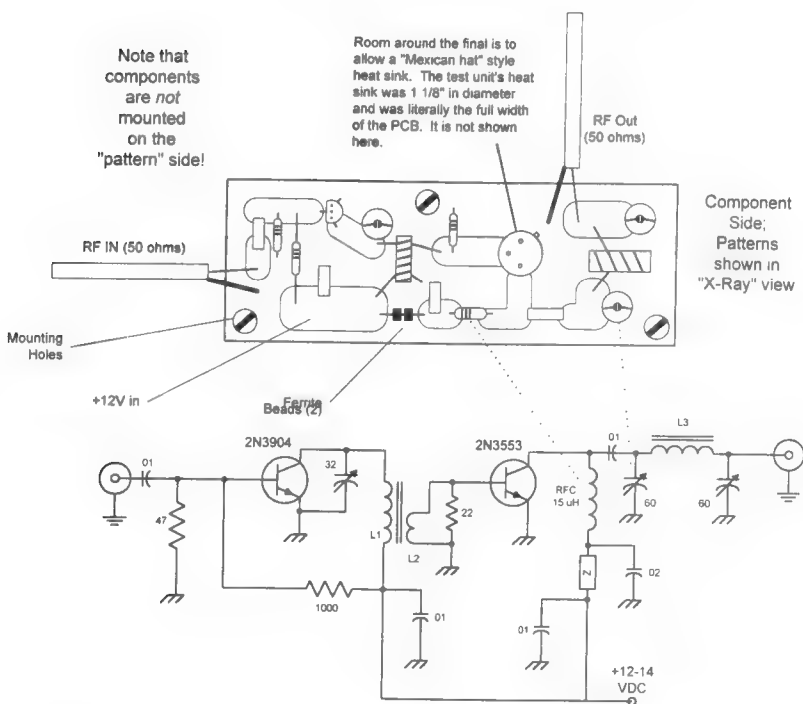 Note that
components
are not
mounted
on the
"pattern" side!
Room around the final is to
allow a "Mexican hat" style
heat sink. The test unit's heat
sink was 1 1/8" in diameter
and was literally the full width
of the PCB. It is not shown
here.
RF Out
(50 ohms)
Component
Side;
Patterns
shown in
"X-Ray" view
RF IN (50 ohms)
Mounting
Holes
+12V in
Ferrite
Beads (2)
2N3904
2N3553
L3
01
32
01
47
L1
L2
22
RFC
15 uH
60
60
1000
01
Z
02
01
+12-14
VDC